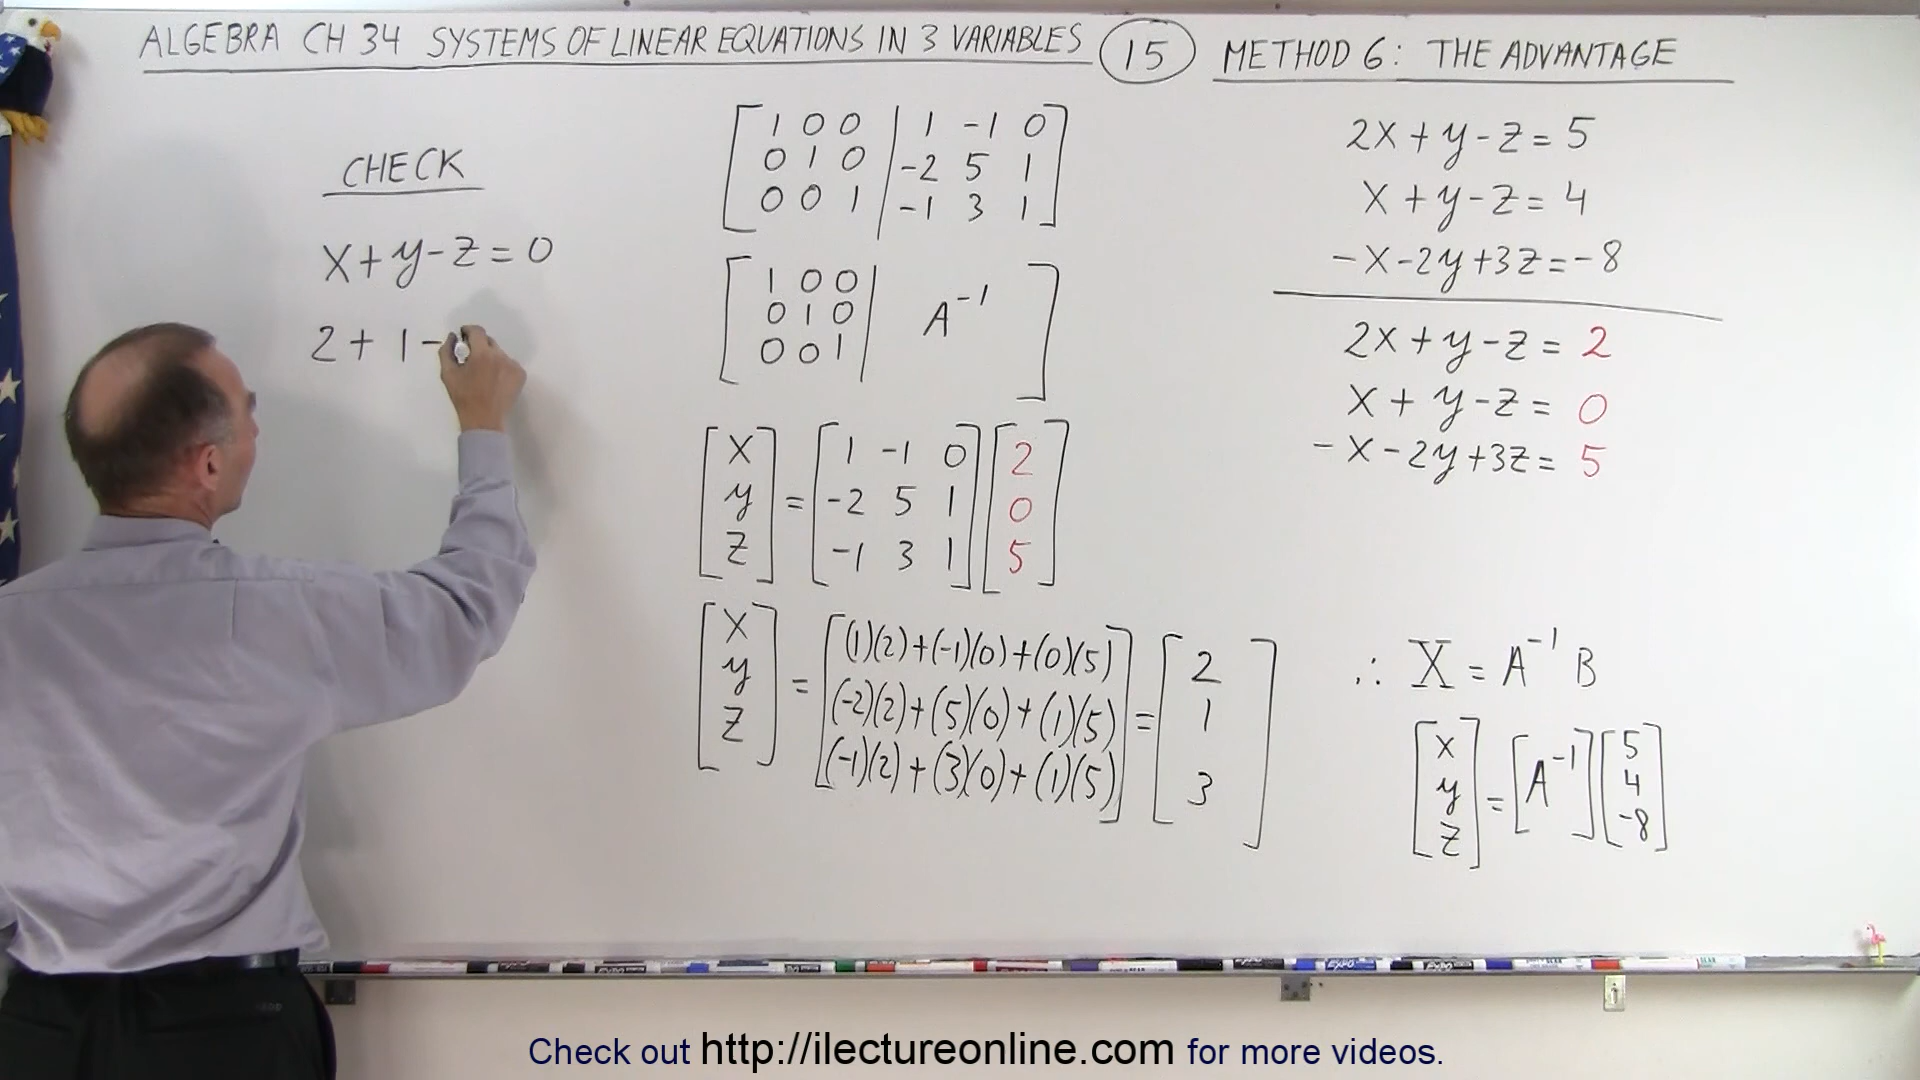 ALGEBRA CH 34 SYSTEMS OF LINEAR EQUATIONS IN 3 VARIABLES 15 METHOD 6: THE ADVANTAGE
CHECK
x+y-z=0
2+1-
1 0 0 | 1 -1 0
0 1 0 | -2 5 1
0 0 1 | -1 3 1
1 0 0 |
0 1 0 | A⁻¹
0 0 1 |
x 1 -1 0 2
y = -2 5 1 0
z -1 3 1 5
x (1)(2)+(-1)(0)+(0)(5) 2
y = (-2)(2)+(5)(0)+(1)(5) = 1
z (-1)(2)+(3)(0)+(1)(5) 3
2x+y-z=5
x+y-z=4
-x-2y+3z=-8
2x+y-z=2
x+y-z=0
-x-2y+3z=5
∴ X = A⁻¹ B
x 5
y = [A⁻¹] 4
z -8
Check out http://ilectureonline.com for more videos.